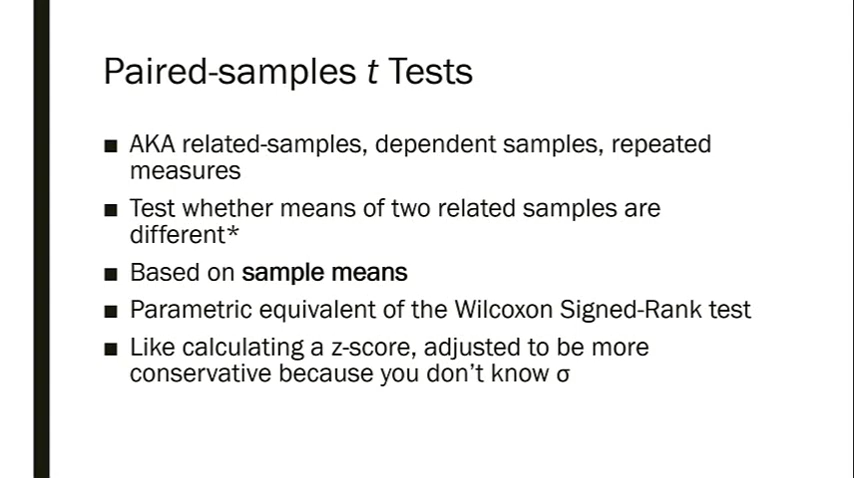 Paired-samples t Tests
■ AKA related-samples, dependent samples, repeated
measures
■ Test whether means of two related samples are
different*
■ Based on sample means
■ Parametric equivalent of the Wilcoxon Signed-Rank test
■ Like calculating a z-score, adjusted to be more
conservative because you don’t know σ